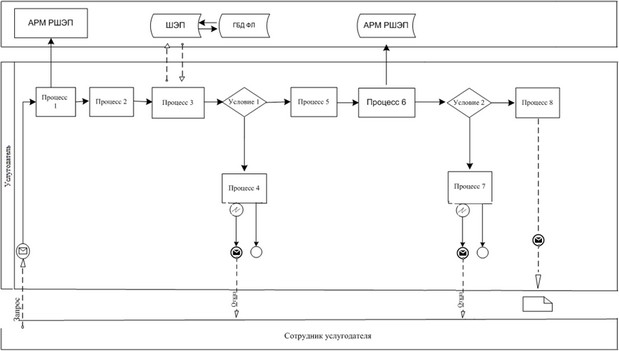 АРМ РШЭП
ШЭП
ГБД ФЛ
АРМ РШЭП
Процесс
1
Процесс 2
Процесс 3
Условие 1
Процесс 5
Процесс 6
Условие 2
Процесс 8
Процесс 4
Процесс 7
Услугодатель
Запрос
Отказ
Отказ
Сотрудник услугодателя